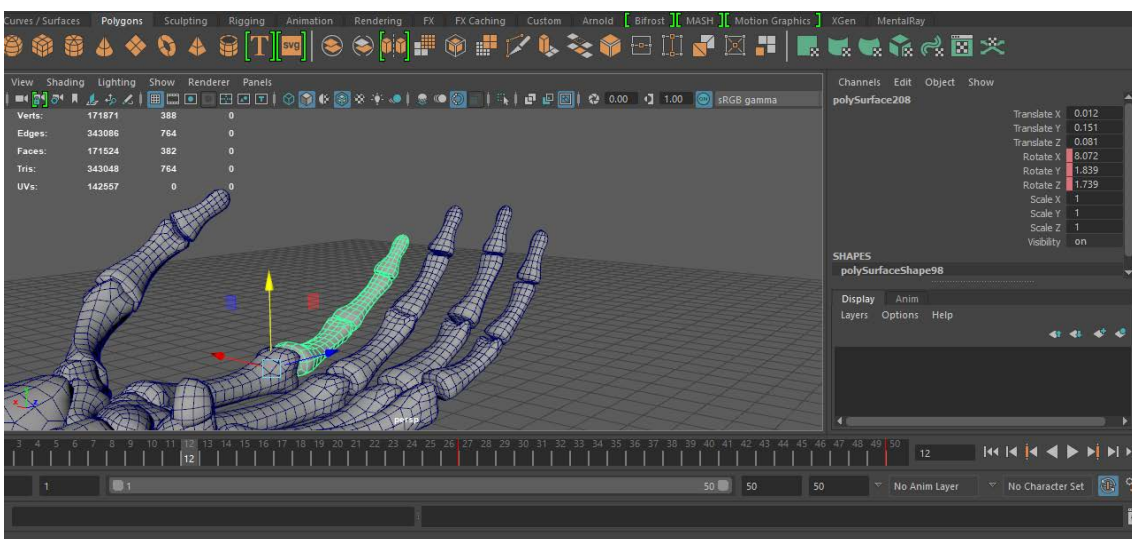 Curves / Surfaces Polygons Sculpting Rigging Animation Rendering FX FX Caching Custom Arnold Bifrost MASH Motion Graphics XGen MentalRay
T svg
View Shading Lighting Show Renderer Panels
0.00 1.00 sRGB gamma
Verts: 171871 388 0
Edges: 343086 764 0
Faces: 171524 382 0
Tris: 343048 764 0
UVs: 142557 0 0
persp
Channels Edit Object Show
polySurface208
Translate X 0.012
Translate Y 0.151
Translate Z 0.081
Rotate X 8.072
Rotate Y 1.839
Rotate Z 1.739
Scale X 1
Scale Y 1
Scale Z 1
Visibility on
SHAPES
polySurfaceShape98
Display Anim
Layers Options Help
3 4 5 6 7 8 9 10 11 12 13 14 15 16 17 18 19 20 21 22 23 24 25 26 27 28 29 30 31 32 33 34 35 36 37 38 39 40 41 42 43 44 45 46 47 48 49 50
12 12
1 1 50 50 50 No Anim Layer No Character Set